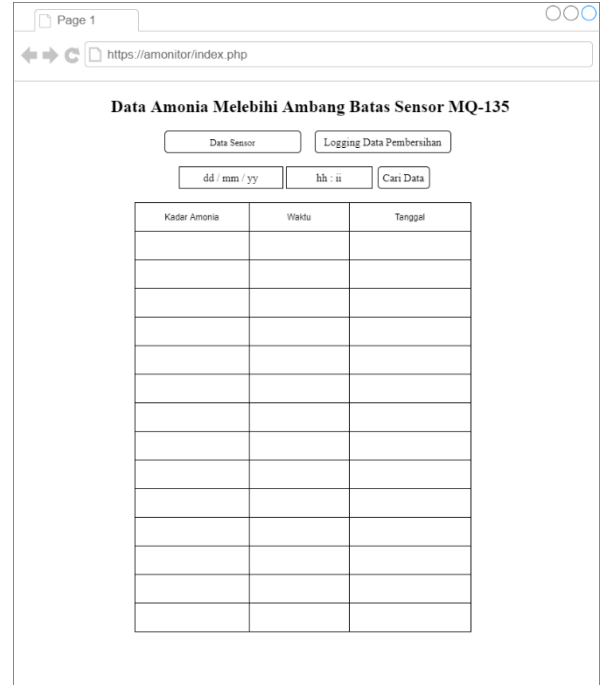 Page 1
https://amonitor/index.php
Data Amonia Melebihi Ambang Batas Sensor MQ-135
Data Sensor Logging Data Pembersihan
dd / mm / yy hh : ii Cari Data
Kadar Amonia Waktu Tanggal